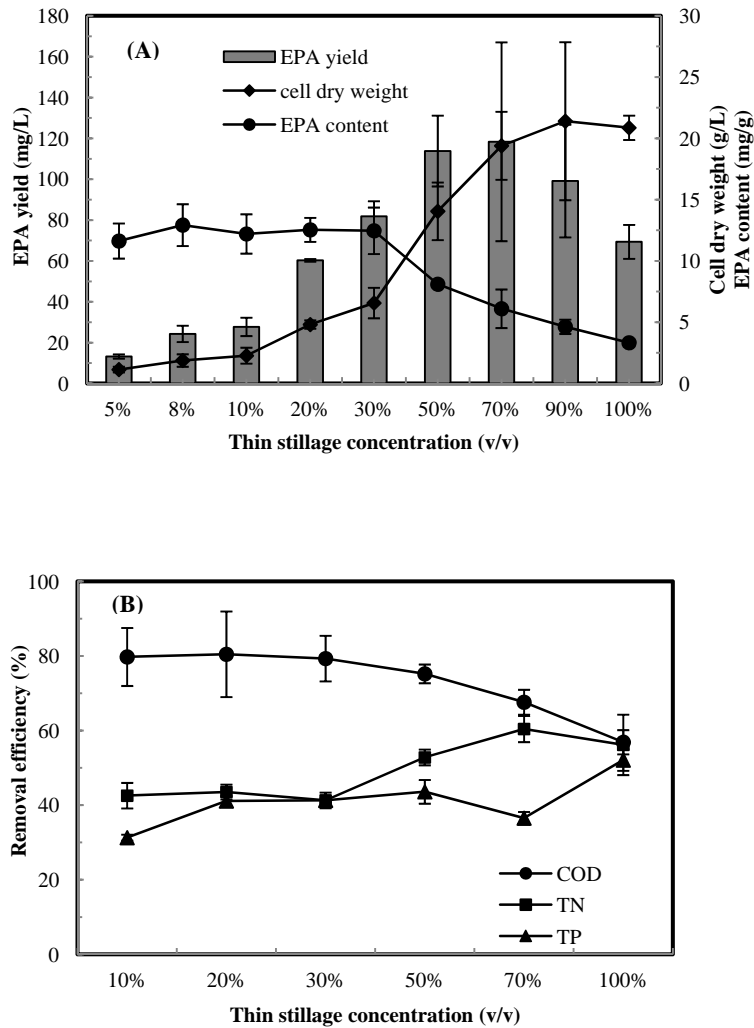 (A)
EPA yield
cell dry weight
EPA content
EPA yield (mg/L)
180
160
140
120
100
80
60
40
20
0
30
25
20
15
10
5
0
Cell dry weight (g/L)
EPA content (mg/g)
5% 8% 10% 20% 30% 50% 70% 90% 100%
Thin stillage concentration (v/v)
(B)
Removal efficiency (%)
100
80
60
40
20
0
COD
TN
TP
10% 20% 30% 50% 70% 100%
Thin stillage concentration (v/v)